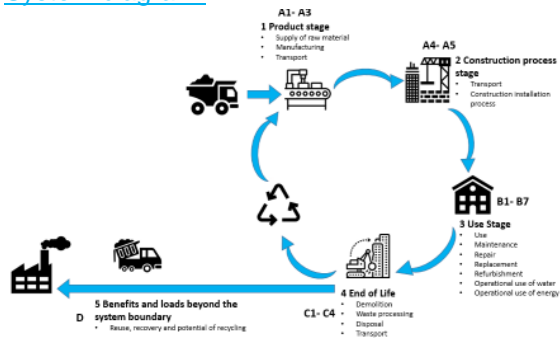 A1- A3
1 Product stage
• Supply of raw material
• Manufacturing
• Transport
A4- A5
2 Construction process
stage
• Transport
• Construction installation
process
B1- B7
3 Use Stage
• Use
• Maintenance
• Repair
• Replacement
• Refurbishment
• Operational use of water
• Operational use of energy
4 End of Life
C1- C4
• Demolition
• Waste processing
• Disposal
• Transport
5 Benefits and loads beyond the
D system boundary
• Reuse, recovery and potential of recycling